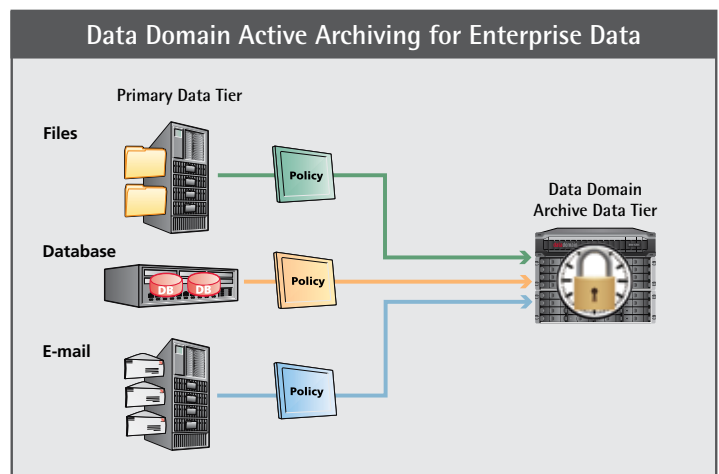 Data Domain Active Archiving for Enterprise Data
Primary Data Tier
Files
Policy
Data Domain
Archive Data Tier
Database
DB DB
Policy
E-mail
Policy